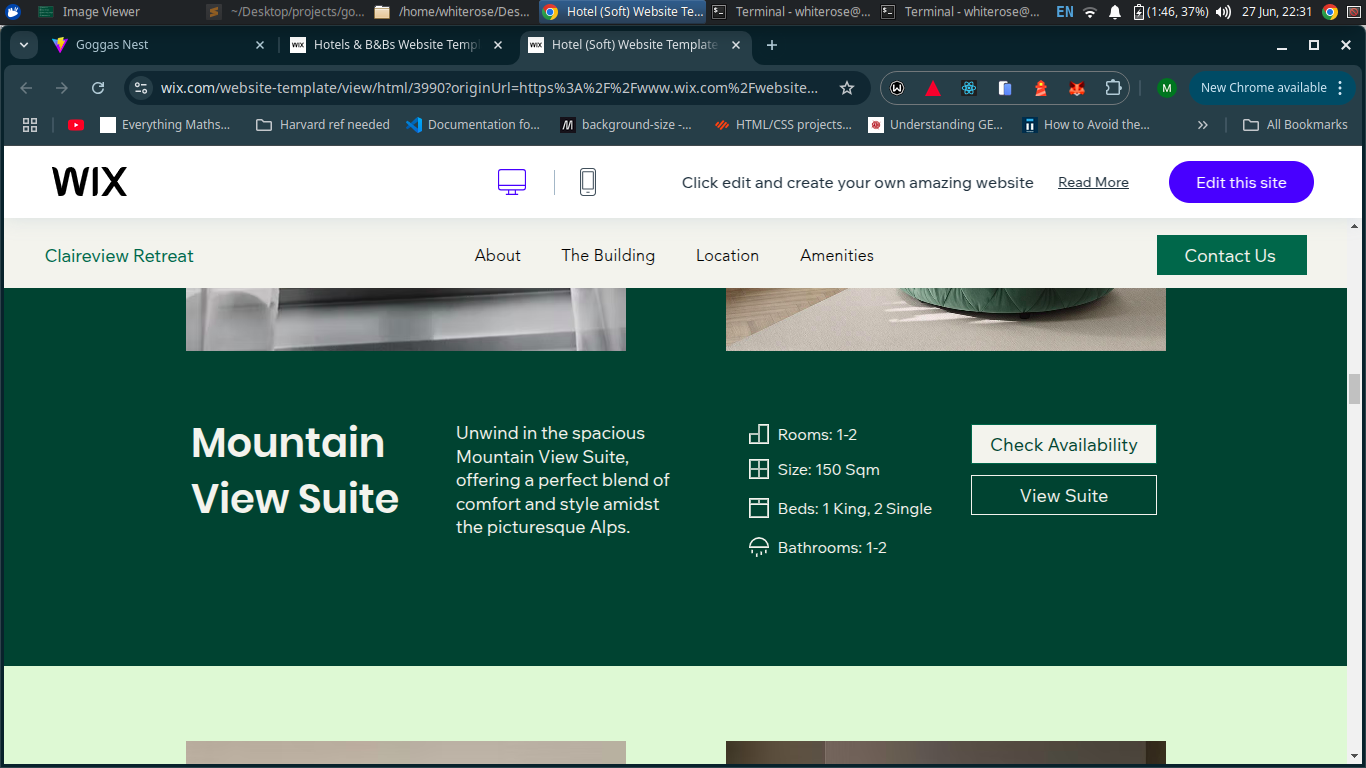 Image Viewer
~/Desktop/projects/go...
/home/whiterose/Des...
Hotel (Soft) Website Te...
Terminal - whiterose@...
Terminal - whiterose@...
EN
(1:46, 37%)
27 Jun, 22:31
Goggas Nest
WIX
Hotels & B&Bs Website Templ
WIX
Hotel (Soft) Website Template
wix.com/website-template/view/html/3990?originUrl=https%3A%2F%2Fwww.wix.com%2Fwebsite...
M
New Chrome available
Everything Maths...
Harvard ref needed
Documentation fo...
background-size -...
HTML/CSS projects...
Understanding GE...
How to Avoid the...
All Bookmarks
WIX
Click edit and create your own amazing website
Read More
Edit this site
Claireview Retreat
About
The Building
Location
Amenities
Contact Us
Mountain
View Suite
Unwind in the spacious
Mountain View Suite,
offering a perfect blend of
comfort and style amidst
the picturesque Alps.
Rooms: 1-2
Size: 150 Sqm
Beds: 1 King, 2 Single
Bathrooms: 1-2
Check Availability
View Suite